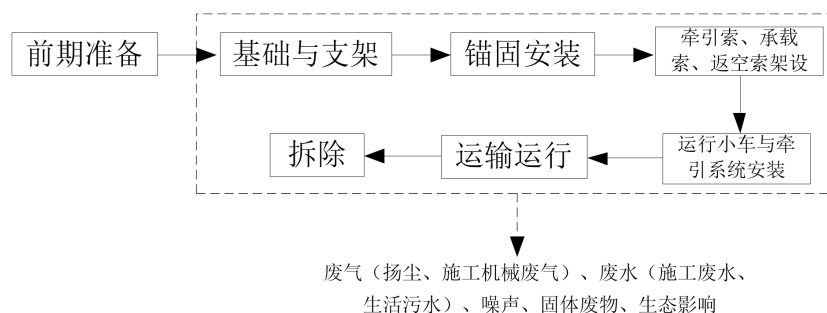 前期准备
基础与支架
锚固安装
牵引索、承载
索、返空索架设
运行小车与牵
引系统安装
运输运行
拆除
废气（扬尘、施工机械废气）、废水（施工废水、
生活污水）、噪声、固体废物、生态影响